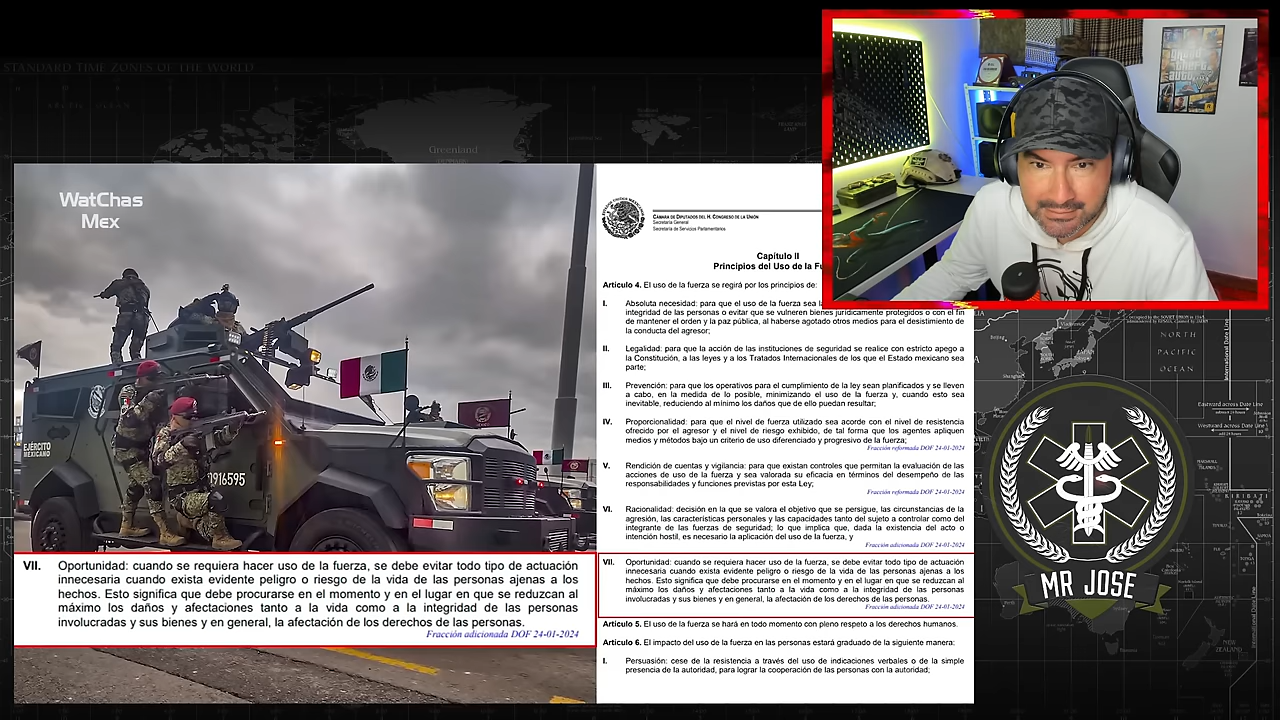 STANDARD TIME ZONES OF THE WORLD
Greenland
WatChas
Mex
EJÉRCITO
MEXICANO
0916595
VII. Oportunidad: cuando se requiera hacer uso de la fuerza, se debe evitar todo tipo de actuación
innecesaria cuando exista evidente peligro o riesgo de la vida de las personas ajenas a los
hechos. Esto significa que debe procurarse en el momento y en el lugar en que se reduzcan al
máximo los daños y afectaciones tanto a la vida como a la integridad de las personas
involucradas y sus bienes y en general, la afectación de los derechos de las personas.
Fracción adicionada DOF 24-01-2024
CÁMARA DE DIPUTADOS DEL H. CONGRESO DE LA UNIÓN
Secretaría General
Secretaría de Servicios Parlamentarios
Capítulo II
Principios del Uso de la Fu
Artículo 4. El uso de la fuerza se regirá por los principios de:
I. Absoluta necesidad: para que el uso de la fuerza sea la
integridad de las personas o evitar que se vulneren bienes jurídicamente protegidos o con el fin
de mantener el orden y la paz pública, al haberse agotado otros medios para el desistimiento de
la conducta del agresor;
II. Legalidad: para que la acción de las instituciones de seguridad se realice con estricto apego a
la Constitución, a las leyes y a los Tratados Internacionales de los que el Estado mexicano sea
parte;
III. Prevención: para que los operativos para el cumplimiento de la ley sean planificados y se lleven
a cabo, en la medida de lo posible, minimizando el uso de la fuerza y, cuando esto sea
inevitable, reduciendo al mínimo los daños que de ello puedan resultar;
IV. Proporcionalidad: para que el nivel de fuerza utilizado sea acorde con el nivel de resistencia
ofrecido por el agresor y el nivel de riesgo exhibido, de tal forma que los agentes apliquen
medios y métodos bajo un criterio de uso diferenciado y progresivo de la fuerza;
Fracción reformada DOF 24-01-2024
V. Rendición de cuentas y vigilancia: para que existan controles que permitan la evaluación de las
acciones de uso de la fuerza y sea valorada su eficacia en términos del desempeño de las
responsabilidades y funciones previstas por esta Ley;
Fracción reformada DOF 24-01-2024
VI. Racionalidad: decisión en la que se valora el objetivo que se persigue, las circunstancias de la
agresión, las características personales y las capacidades tanto del sujeto a controlar como del
integrante de las fuerzas de seguridad; lo que implica que, dada la existencia del acto o
intención hostil, es necesario la aplicación del uso de la fuerza, y
Fracción adicionada DOF 24-01-2024
VII. Oportunidad: cuando se requiera hacer uso de la fuerza, se debe evitar todo tipo de actuación
innecesaria cuando exista evidente peligro o riesgo de la vida de las personas ajenas a los
hechos. Esto significa que debe procurarse en el momento y en el lugar en que se reduzcan al
máximo los daños y afectaciones tanto a la vida como a la integridad de las personas
involucradas y sus bienes y en general, la afectación de los derechos de las personas.
Fracción adicionada DOF 24-01-2024
Artículo 5. El uso de la fuerza se hará en todo momento con pleno respeto a los derechos humanos.
Artículo 6. El impacto del uso de la fuerza en las personas estará graduado de la siguiente manera:
I. Persuasión: cese de la resistencia a través del uso de indicaciones verbales o de la simple
presencia de la autoridad, para lograr la cooperación de las personas con la autoridad;
NORTH
PACIFIC
OCEAN
MR JOSE